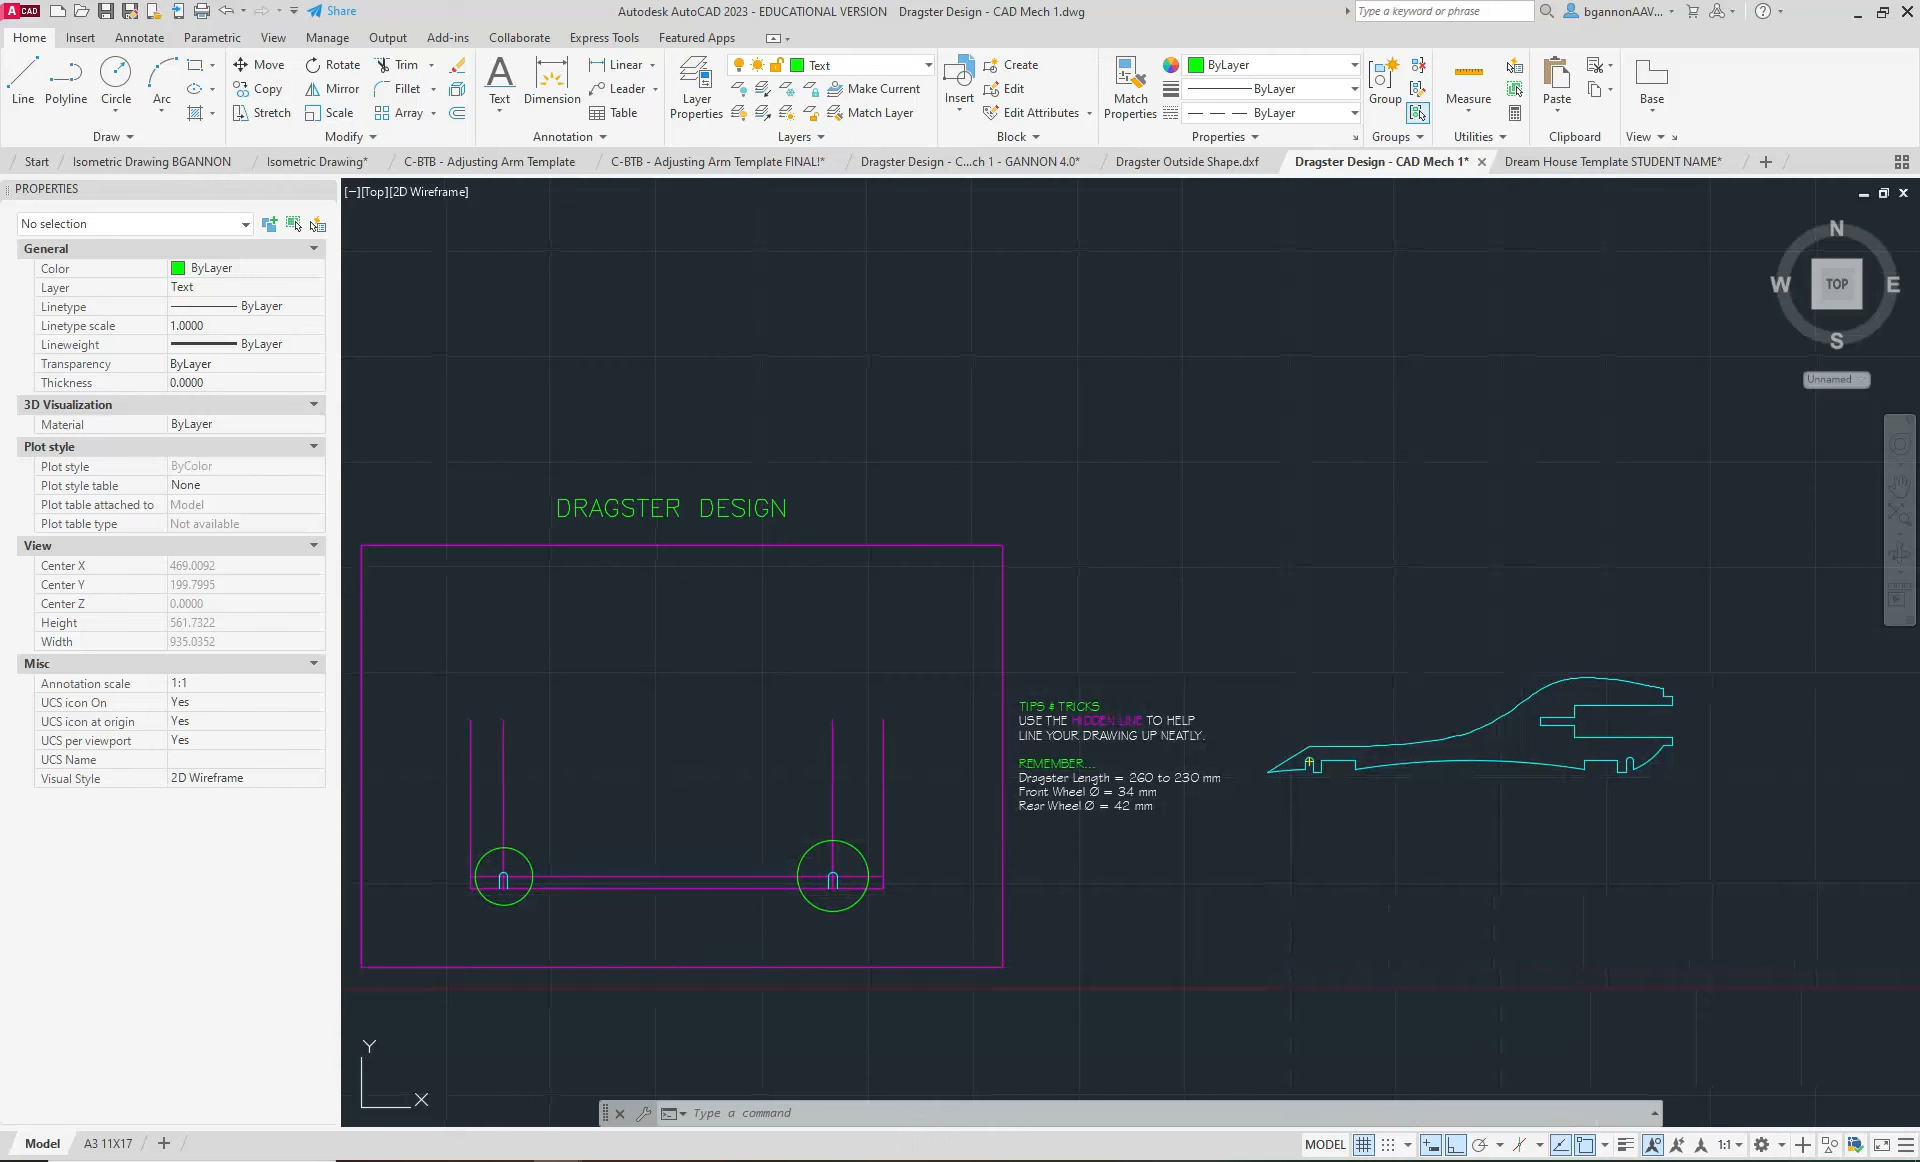 A CAD
Share
Autodesk AutoCAD 2023 - EDUCATIONAL VERSION Dragster Design - CAD Mech 1.dwg
Type a keyword or phrase
bgannonAAV...
Home Insert Annotate Parametric View Manage Output Add-ins Collaborate Express Tools Featured Apps
Line
Polyline
Circle
Arc
Draw
Move
Rotate
Trim
Copy
Mirror
Fillet
Stretch
Scale
Array
Modify
Text
Dimension
Linear
Leader
Table
Annotation
Layer
Properties
Text
Make Current
Match Layer
Layers
Insert
Create
Edit
Edit Attributes
Block
Match
Properties
ByLayer
ByLayer
ByLayer
Properties
Group
Groups
Measure
Utilities
Paste
Clipboard
Base
View
Start Isometric Drawing BGANNON Isometric Drawing* C-BTB - Adjusting Arm Template C-BTB - Adjusting Arm Template FINAL!* Dragster Design - C...ch 1 - GANNON 4.0* Dragster Outside Shape.dxf Dragster Design - CAD Mech 1* Dream House Template STUDENT NAME*
PROPERTIES
No selection
General
Color ByLayer
Layer Text
Linetype ByLayer
Linetype scale 1.0000
Lineweight ByLayer
Transparency ByLayer
Thickness 0.0000
3D Visualization
Material ByLayer
Plot style
Plot style ByColor
Plot style table None
Plot table attached to Model
Plot table type Not available
View
Center X 469.0092
Center Y 199.7995
Center Z 0.0000
Height 561.7322
Width 935.0352
Misc
Annotation scale 1:1
UCS icon On Yes
UCS icon at origin Yes
UCS per viewport Yes
UCS Name
Visual Style 2D Wireframe
[−][Top][2D Wireframe]
N
W TOP E
S
Unnamed
DRAGSTER DESIGN
TIPS & TRICKS
USE THE HIDDEN LINE TO HELP
LINE YOUR DRAWING UP NEATLY.
REMEMBER...
Dragster Length = 260 to 230 mm
Front Wheel Ø = 34 mm
Rear Wheel Ø = 42 mm
Y
X
Type a command
Model A3 11X17
MODEL
1:1